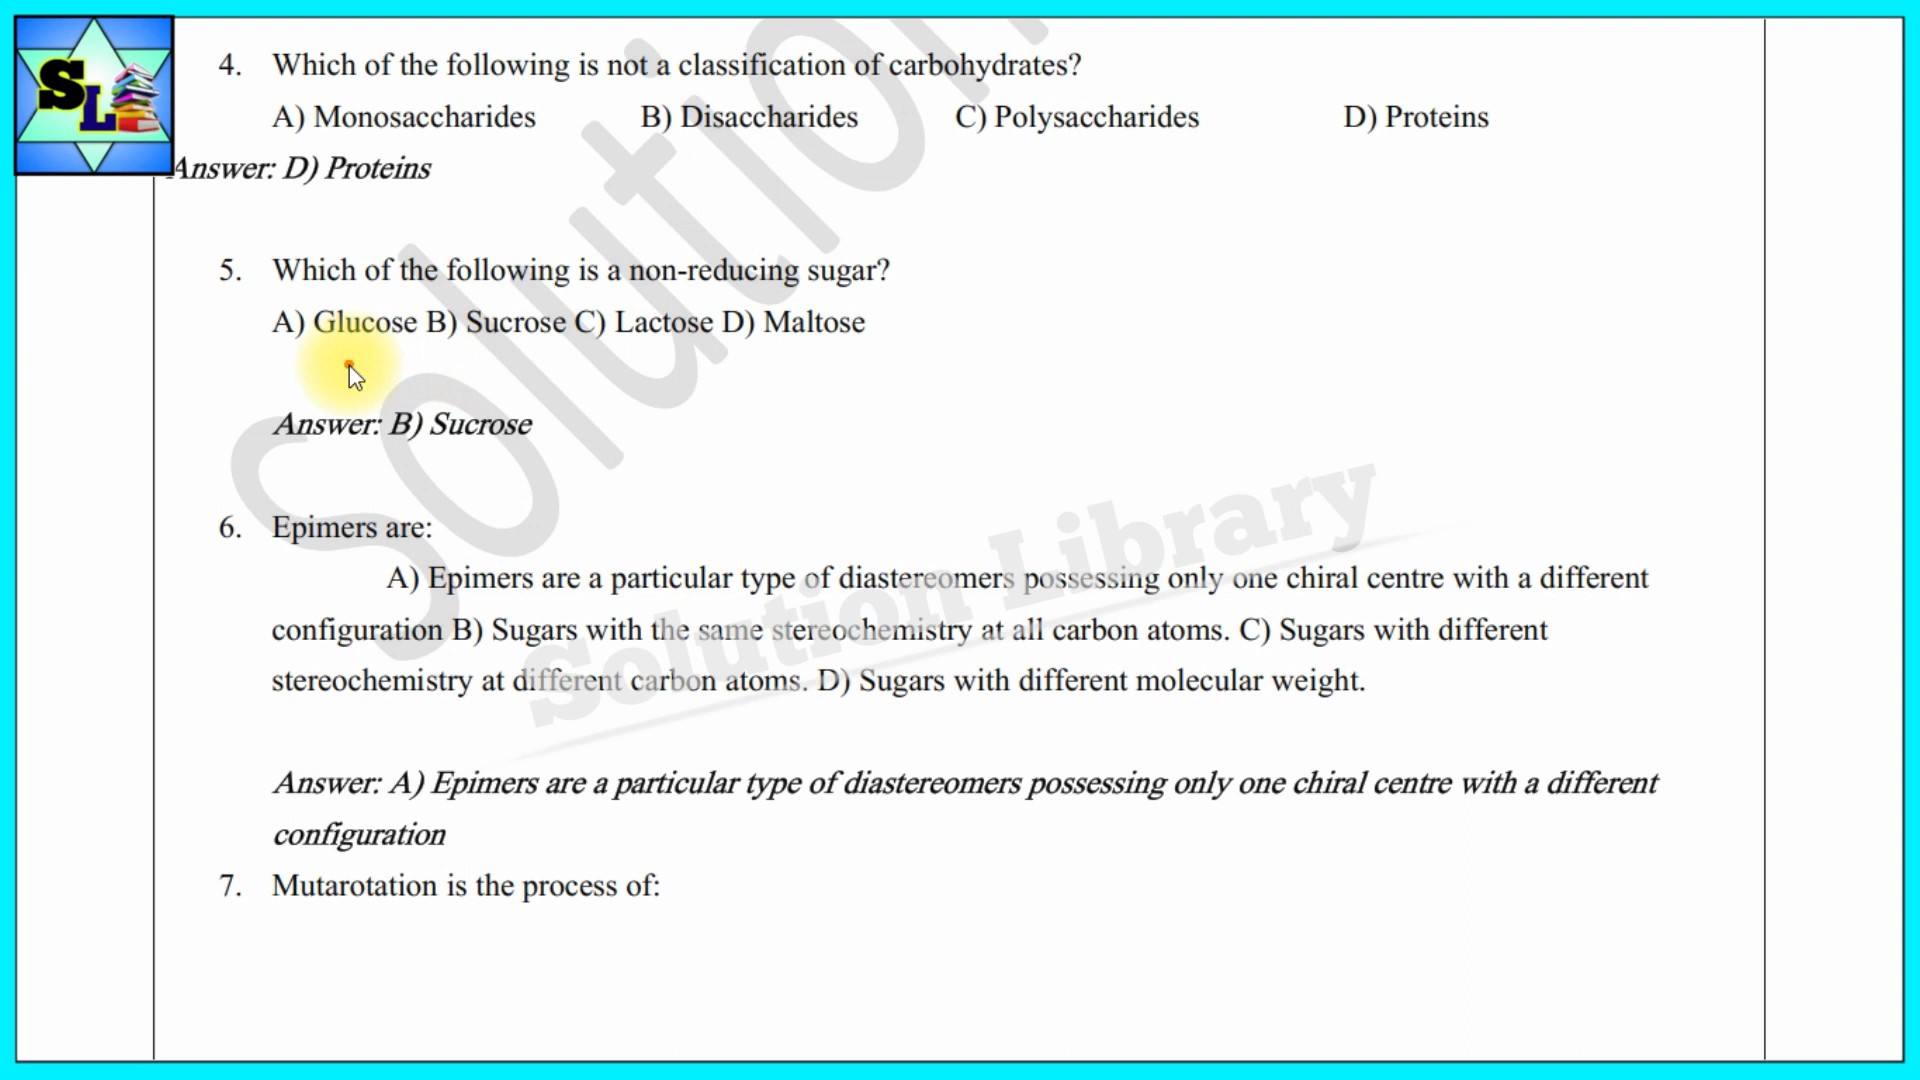 SL
4. Which of the following is not a classification of carbohydrates?
A) Monosaccharides B) Disaccharides C) Polysaccharides D) Proteins
Answer: D) Proteins
5. Which of the following is a non-reducing sugar?
A) Glucose B) Sucrose C) Lactose D) Maltose
Answer: B) Sucrose
6. Epimers are:
A) Epimers are a particular type of diastereomers possessing only one chiral centre with a different
configuration B) Sugars with the same stereochemistry at all carbon atoms. C) Sugars with different
stereochemistry at different carbon atoms. D) Sugars with different molecular weight.
Answer: A) Epimers are a particular type of diastereomers possessing only one chiral centre with a different
configuration
7. Mutarotation is the process of:
Solution
Solution Library